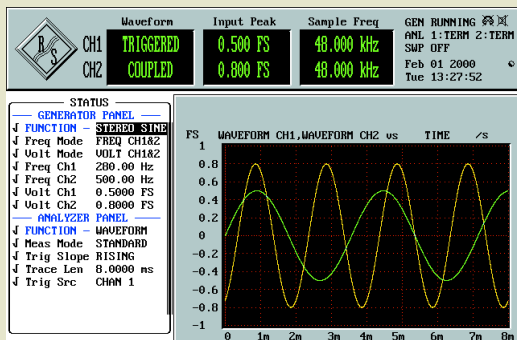 Waveform Input Peak Sample Freq
R S
CH1 TRIGGERED 0.500 FS 48.000 kHz
CH2 COUPLED 0.800 FS 48.000 kHz
GEN RUNNING
ANL 1:TERM 2:TERM
SWP OFF
Feb 01 2000
Tue 13:27:52
STATUS
GENERATOR PANEL
√ FUNCTION - STEREO SINE
√ Freq Mode FREQ CH1&2
√ Volt Mode VOLT CH1&2
√ Freq Ch1 280.00 Hz
√ Freq Ch2 500.00 Hz
√ Volt Ch1 0.5000 FS
√ Volt Ch2 0.8000 FS
ANALYZER PANEL
√ FUNCTION - WAVEFORM
√ Meas Mode STANDARD
√ Trig Slope RISING
√ Trace Len 8.0000 ms
√ Trig Src CHAN 1
FS WAVEFORM CH1,WAVEFORM CH2 vs TIME /s
1
0.8
0.6
0.4
0.2
0
-0.2
-0.4
-0.6
-0.8
-1
0 1m 2m 3m 4m 5m 6m 7m 8m